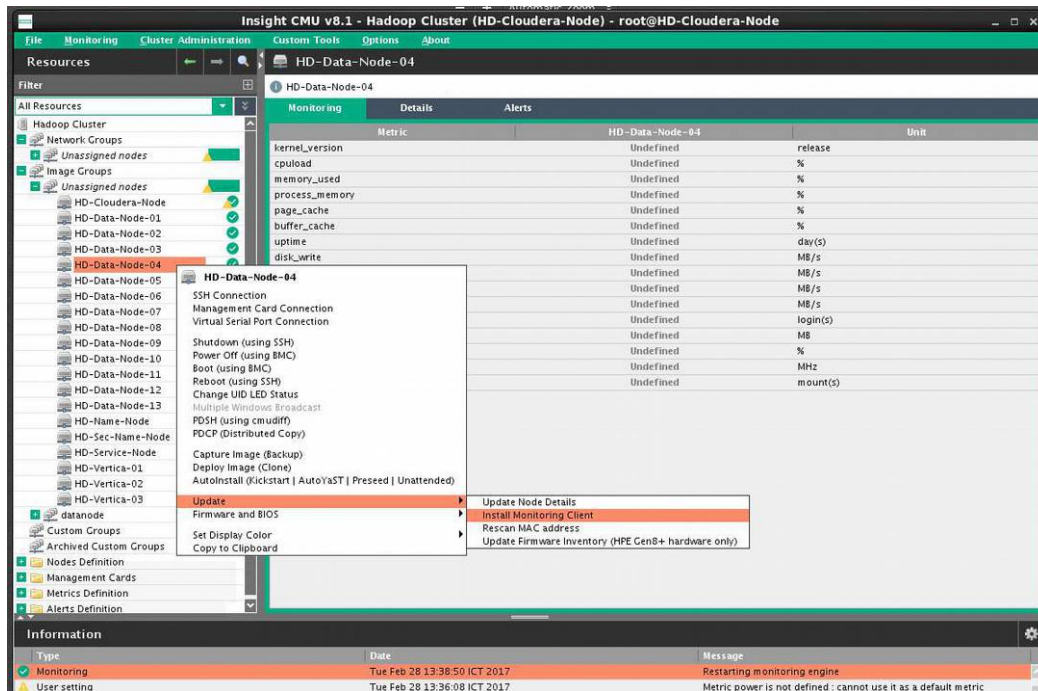 Automatic Zoom
Insight CMU v8.1 - Hadoop Cluster (HD-Cloudera-Node) - root@HD-Cloudera-Node
File Monitoring Cluster Administration Custom Tools Options About
Resources
HD-Data-Node-04
Filter
HD-Data-Node-04
All Resources
Monitoring Details Alerts
Hadoop Cluster
Network Groups
Unassigned nodes
Image Groups
Unassigned nodes
HD-Cloudera-Node
HD-Data-Node-01
HD-Data-Node-02
HD-Data-Node-03
HD-Data-Node-04
HD-Data-Node-05
HD-Data-Node-06
HD-Data-Node-07
HD-Data-Node-08
HD-Data-Node-09
HD-Data-Node-10
HD-Data-Node-11
HD-Data-Node-12
HD-Data-Node-13
HD-Name-Node
HD-Sec-Name-Node
HD-Service-Node
HD-Vertica-01
HD-Vertica-02
HD-Vertica-03
datanode
Custom Groups
Archived Custom Groups
Nodes Definition
Management Cards
Metrics Definition
Alerts Definition
Metric HD-Data-Node-04 Unit
kernel_version Undefined release
cpuload Undefined %
memory_used Undefined %
process_memory Undefined %
page_cache Undefined %
buffer_cache Undefined %
uptime Undefined day(s)
disk_write Undefined MB/s
Undefined MB/s
Undefined MB/s
Undefined MB/s
Undefined login(s)
Undefined MB
Undefined %
Undefined MHz
Undefined mount(s)
HD-Data-Node-04
SSH Connection
Management Card Connection
Virtual Serial Port Connection
Shutdown (using SSH)
Power Off (using BMC)
Boot (using BMC)
Reboot (using SSH)
Change UID LED Status
Multiple Windows Broadcast
PDSH (using cmudiff)
PDCP (Distributed Copy)
Capture Image (Backup)
Deploy Image (Clone)
AutoInstall (Kickstart | AutoYaST | Preseed | Unattended)
Update
Firmware and BIOS
Set Display Color
Copy to Clipboard
Update Node Details
Install Monitoring Client
Rescan MAC address
Update Firmware Inventory (HPE Gen8+ hardware only)
Information
Type Date Message
Monitoring Tue Feb 28 13:38:50 ICT 2017 Restarting monitoring engine
User setting Tue Feb 28 13:36:08 ICT 2017 Metric power is not defined : cannot use it as a default metric